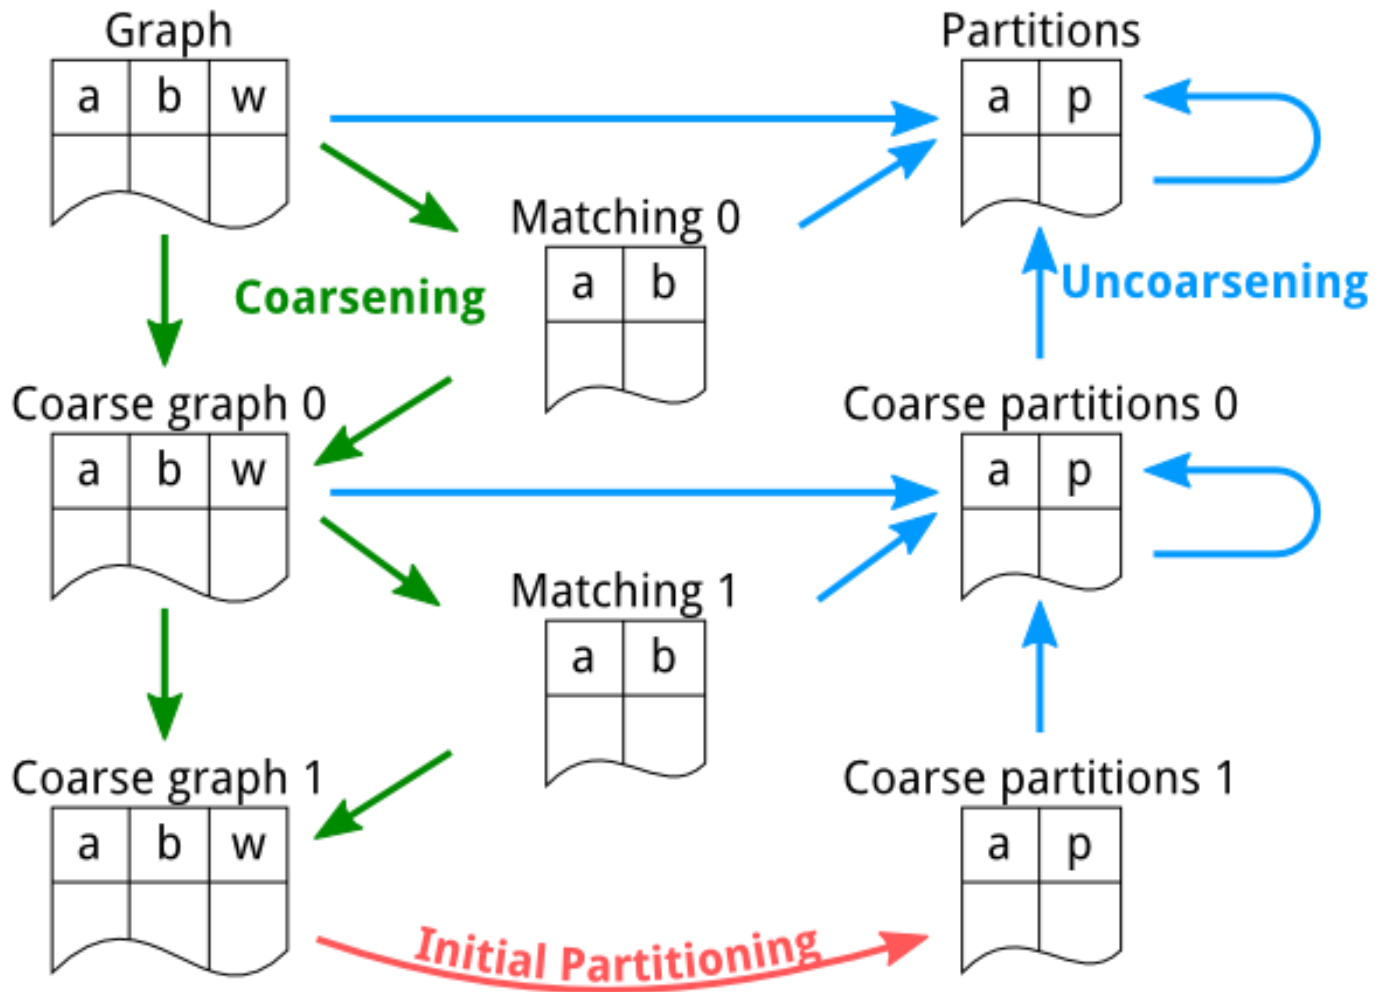 Graph
Partitions
a b w
a p
Matching 0
a b
Coarsening
Uncoarsening
Coarse graph 0
Coarse partitions 0
a b w
a p
Matching 1
a b
Coarse graph 1
Coarse partitions 1
a b w
a p
Initial Partitioning